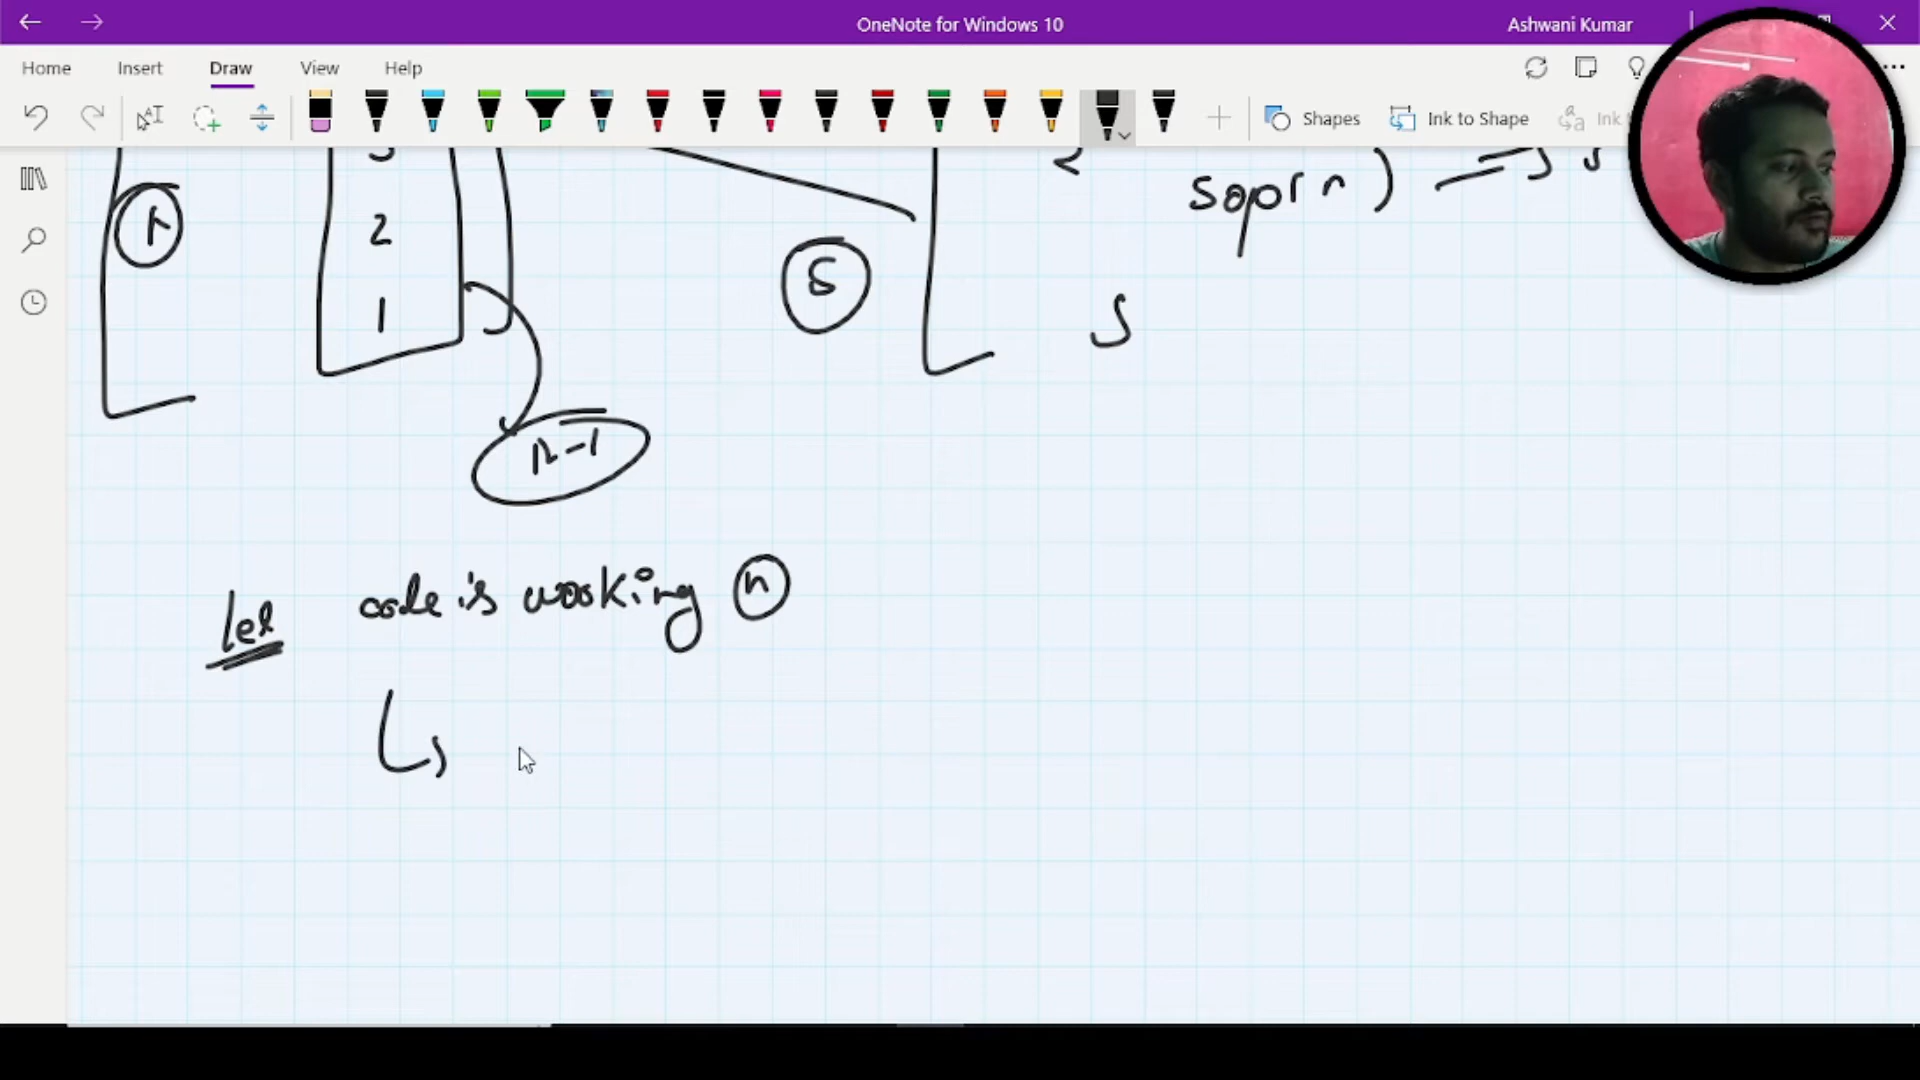 OneNote for Windows 10
Ashwani Kumar
Home Insert Draw View Help
Shapes
Ink to Shape
Ink
2
1
n-1
5
let code is working n